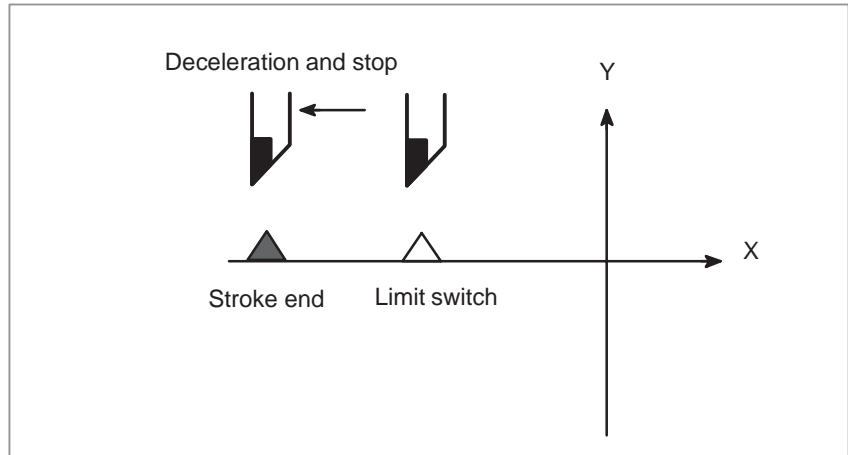 Deceleration and stop
Y
X
Stroke end
Limit switch